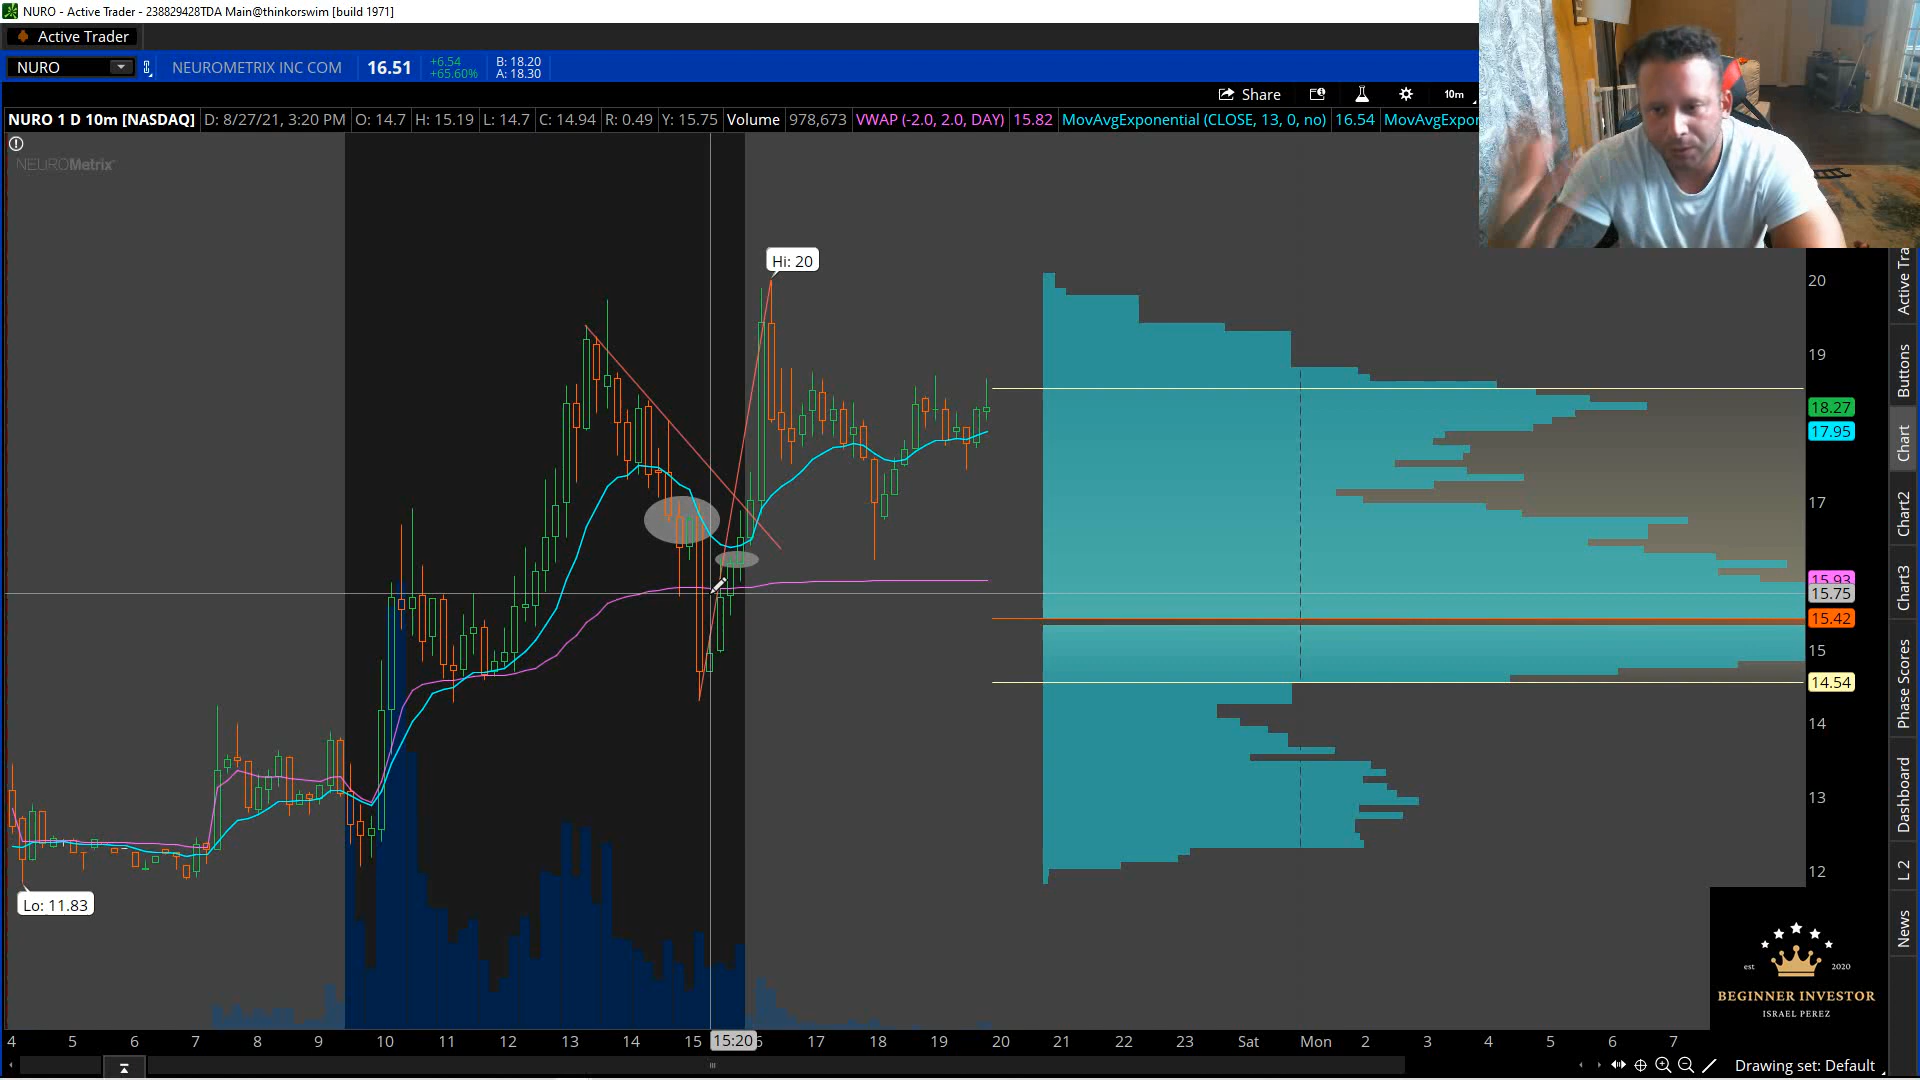 NURO - Active Trader - 238829428TDA Main@thinkorswim [build 1971]
Active Trader
NURO
NEUROMETRIX INC COM
16.51
+6.54
+65.60%
B: 18.20
A: 18.30
Share
10m
NURO 1 D 10m [NASDAQ]
D: 8/27/21, 3:20 PM
O: 14.7
H: 15.19
L: 14.7
C: 14.94
R: 0.49
Y: 15.75
Volume
978,673
VWAP (-2.0, 2.0, DAY)
15.82
MovAvgExponential (CLOSE, 13, 0, no)
16.54
MovAvgExpor
NEUROMetrix
Hi: 20
Lo: 11.83
20
19
18.27
17.95
17
15.93
15.75
15.42
15
14.54
14
13
12
Active Tra
Buttons
Chart
Chart2
Chart3
Phase Scores
Dashboard
L 2
News
est
2020
BEGINNER INVESTOR
ISRAEL PEREZ
4 5 6 7 8 9 10 11 12 13 14 15 15:20 6 17 18 19 20 21 22 23 Sat Mon 2 3 4 5 6 7
Drawing set: Default